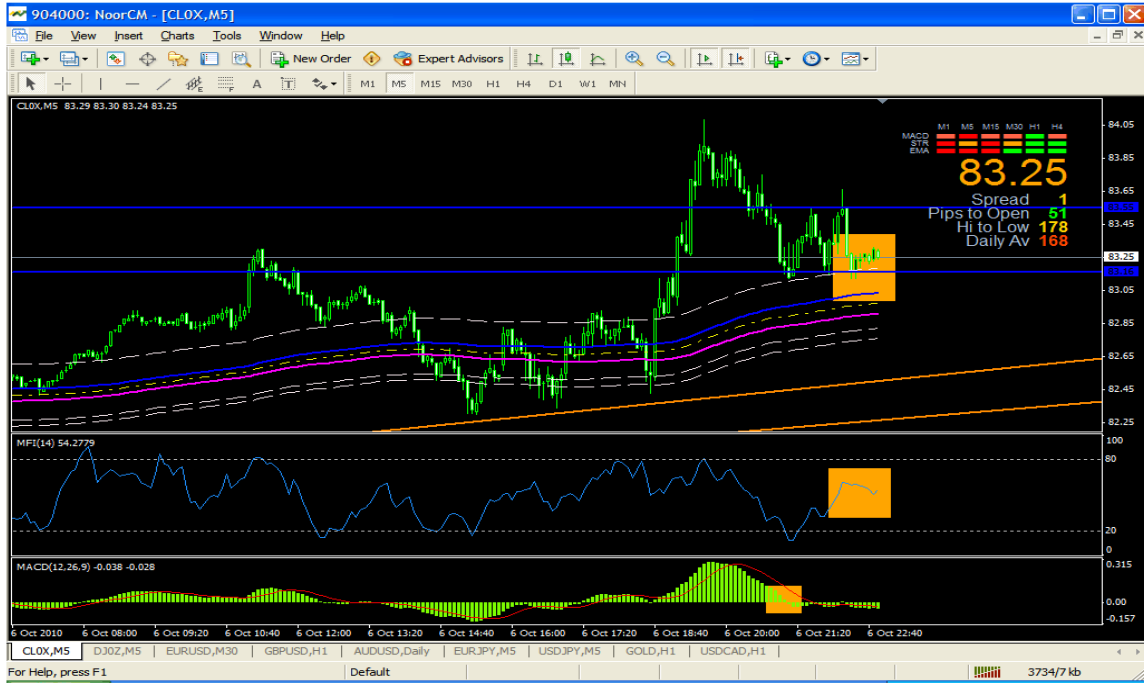 904000: NoorCM - [CL0X,M5]
File View Insert Charts Tools Window Help
New Order Expert Advisors
A T M1 M5 M15 M30 H1 H4 D1 W1 MN
CL0X,M5 83.29 83.30 83.24 83.25
M1 M5 M15 M30 H1 H4
MACD
STR
EMA
83.25
Spread 1
Pips to Open 51
Hi to Low 178
Daily Av 168
84.05
83.85
83.65
83.55
83.45
83.25
83.16
83.05
82.85
82.65
82.45
82.25
MFI(14) 54.2779
100
80
20
0
MACD(12,26,9) -0.038 -0.028
0.315
0.00
-0.157
6 Oct 2010 6 Oct 08:00 6 Oct 09:20 6 Oct 10:40 6 Oct 12:00 6 Oct 13:20 6 Oct 14:40 6 Oct 16:00 6 Oct 17:20 6 Oct 18:40 6 Oct 20:00 6 Oct 21:20 6 Oct 22:40
CL0X,M5 DJ0Z,M5 EURUSD,M30 GBPUSD,H1 AUDUSD,Daily EURJPY,M5 USDJPY,M5 GOLD,H1 USDCAD,H1
For Help, press F1 Default 3734/7 kb